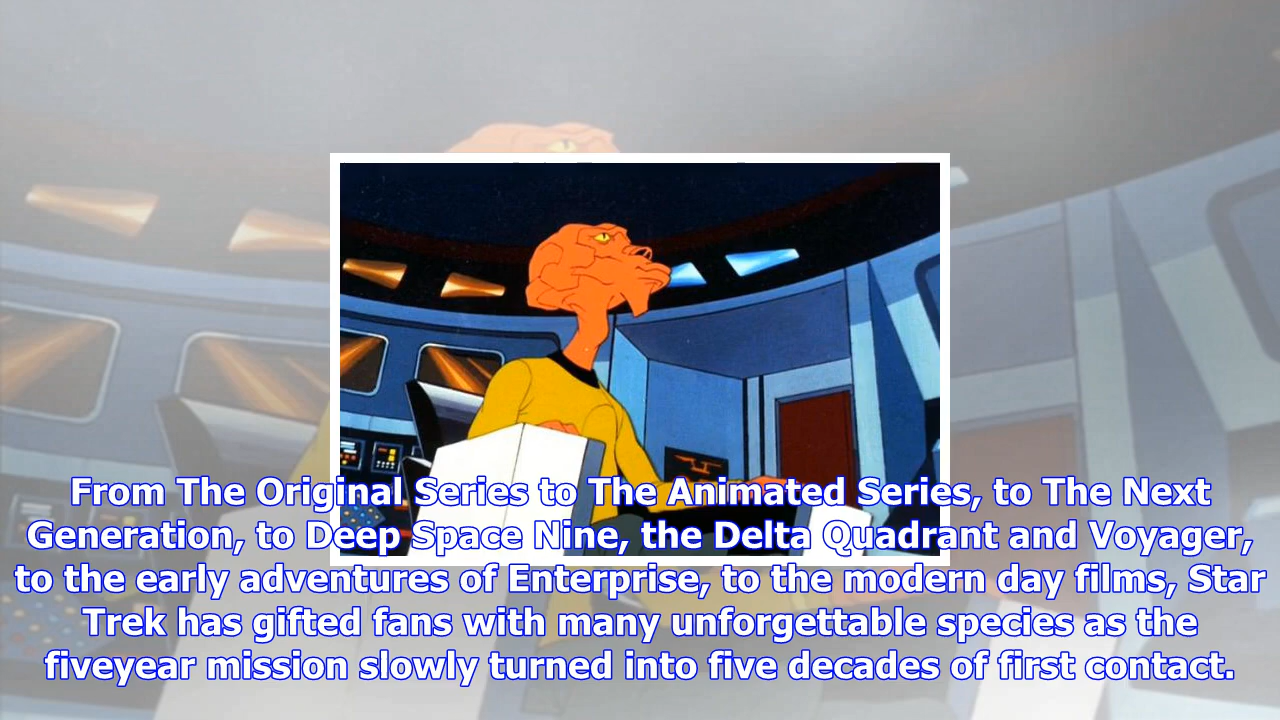 From The Original Series to The Animated Series, to The Next
Generation, to Deep Space Nine, the Delta Quadrant and Voyager,
to the early adventures of Enterprise, to the modern day films, Star
Trek has gifted fans with many unforgettable species as the
fiveyear mission slowly turned into five decades of first contact.